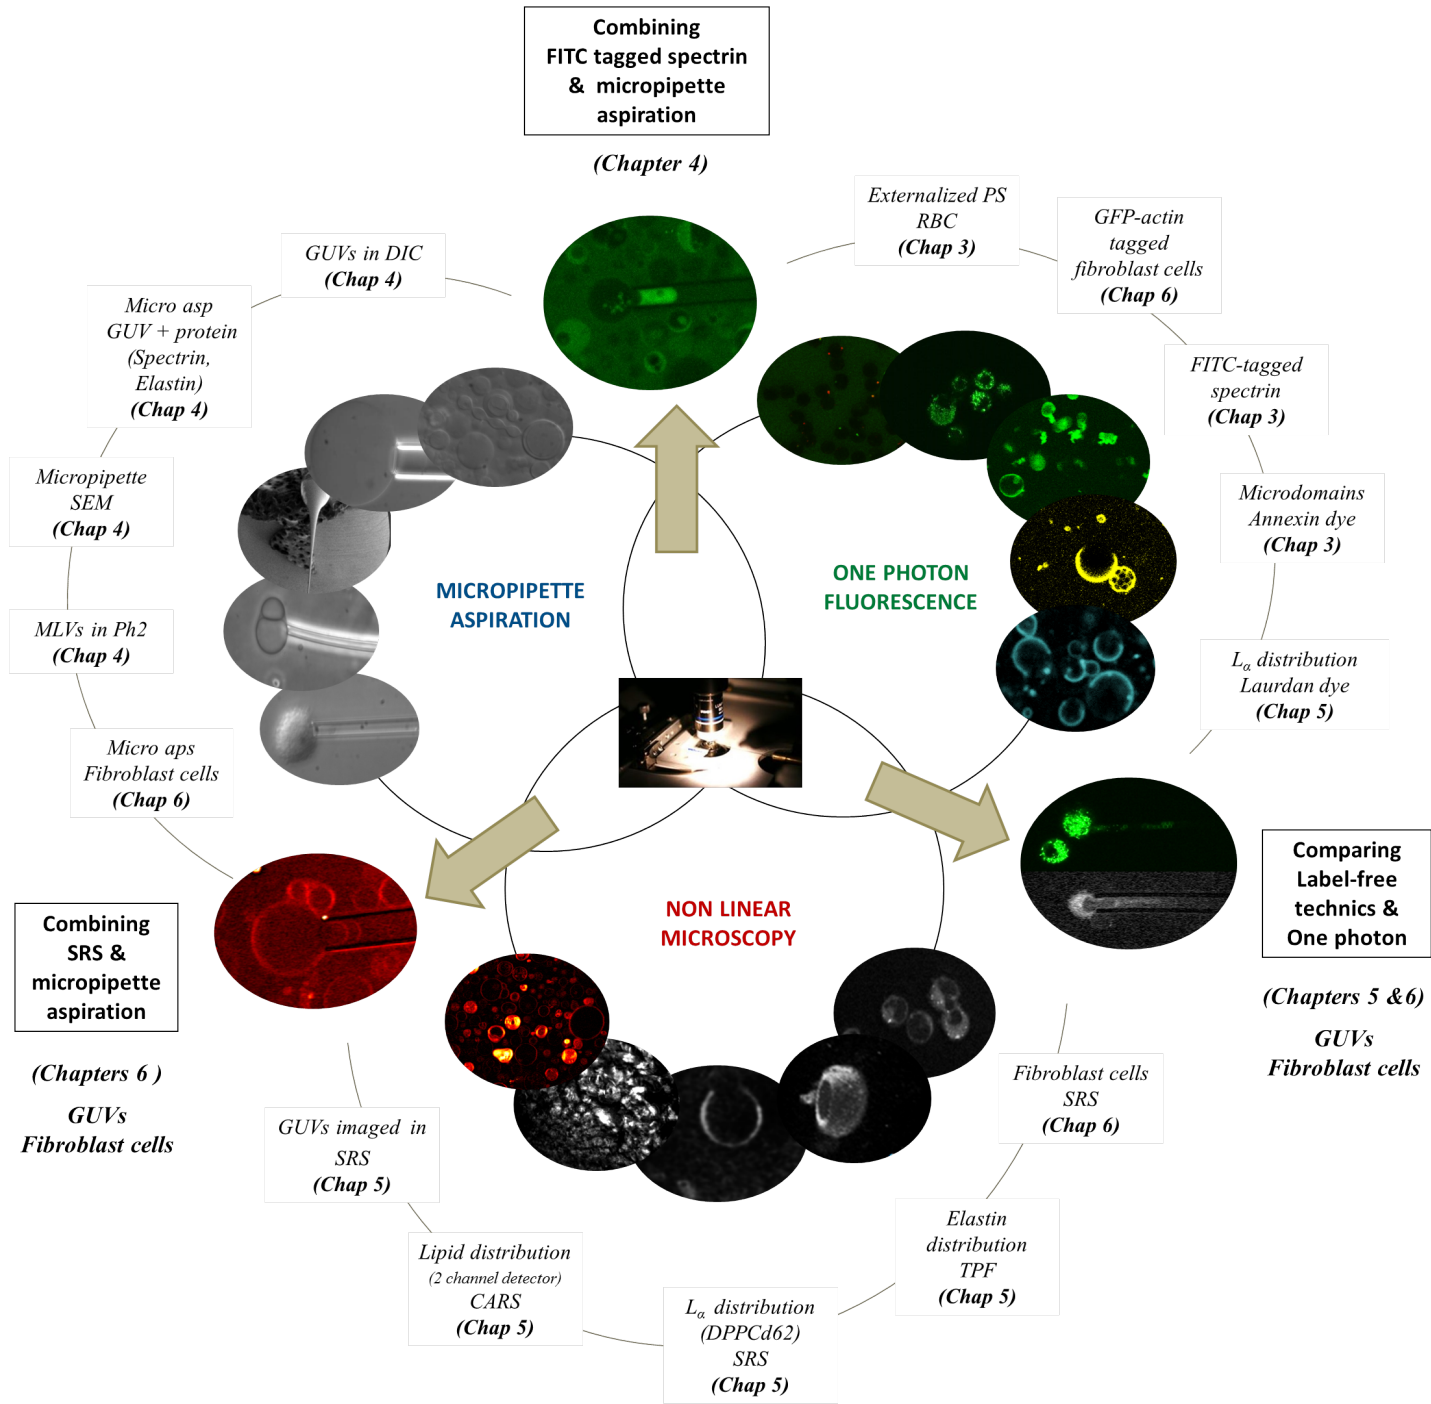 Combining
FITC tagged spectrin
& micropipette
aspiration
(Chapter 4)
Externalized PS
RBC
(Chap 3)
GFP-actin
tagged
fibroblast cells
(Chap 6)
FITC-tagged
spectrin
(Chap 3)
Microdomains
Annexin dye
(Chap 3)
Lα distribution
Laurdan dye
(Chap 5)
GUVs in DIC
(Chap 4)
Micro asp
GUV + protein
(Spectrin,
Elastin)
(Chap 4)
Micropipette
SEM
(Chap 4)
MLVs in Ph2
(Chap 4)
Micro aps
Fibroblast cells
(Chap 6)
MICROPIPETTE
ASPIRATION
ONE PHOTON
FLUORESCENCE
NON LINEAR
MICROSCOPY
Combining
SRS &
micropipette
aspiration
(Chapters 6 )
GUVs
Fibroblast cells
Comparing
Label-free
technics &
One photon
(Chapters 5 &6)
GUVs
Fibroblast cells
GUVs imaged in
SRS
(Chap 5)
Lipid distribution
(2 channel detector)
CARS
(Chap 5)
Lα distribution
(DPPCd62)
SRS
(Chap 5)
Elastin
distribution
TPF
(Chap 5)
Fibroblast cells
SRS
(Chap 6)